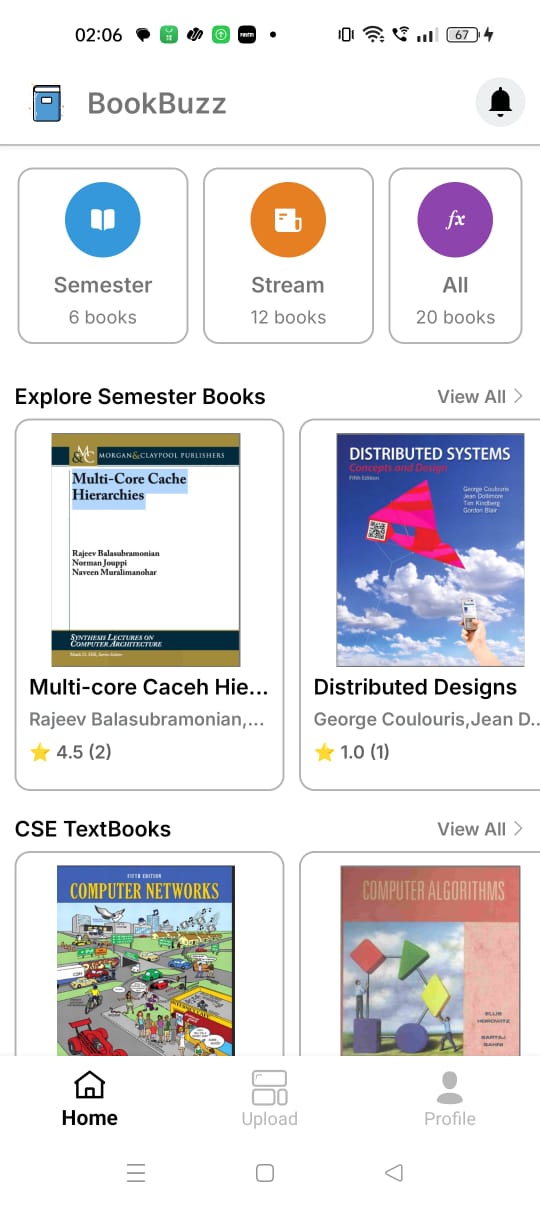 02:06
67
BookBuzz
fx
Semester
Stream
All
6 books
12 books
20 books
Explore Semester Books
View All
M&C MORGAN&CLAYPOOL PUBLISHERS
Multi-Core Cache
Hierarchies
Rajeev Balasubramonian
Norman Jouppi
Naveen Muralimanohar
SYNTHESIS LECTURES ON
COMPUTER ARCHITECTURE
Mark D. Hill, Series Editor
DISTRIBUTED SYSTEMS
Concepts and Design
Fifth Edition
George Coulouris
Jean Dollimore
Tim Kindberg
Gordon Blair
Multi-core Caceh Hie...
Rajeev Balasubramonian,...
4.5 (2)
Distributed Designs
George Coulouris,Jean D..
1.0 (1)
CSE TextBooks
View All
FIFTH EDITION
COMPUTER NETWORKS
COMPUTER ALGORITHMS
ELLIS
HOROWITZ
SARTAJ
SAHNI
Home
Upload
Profile